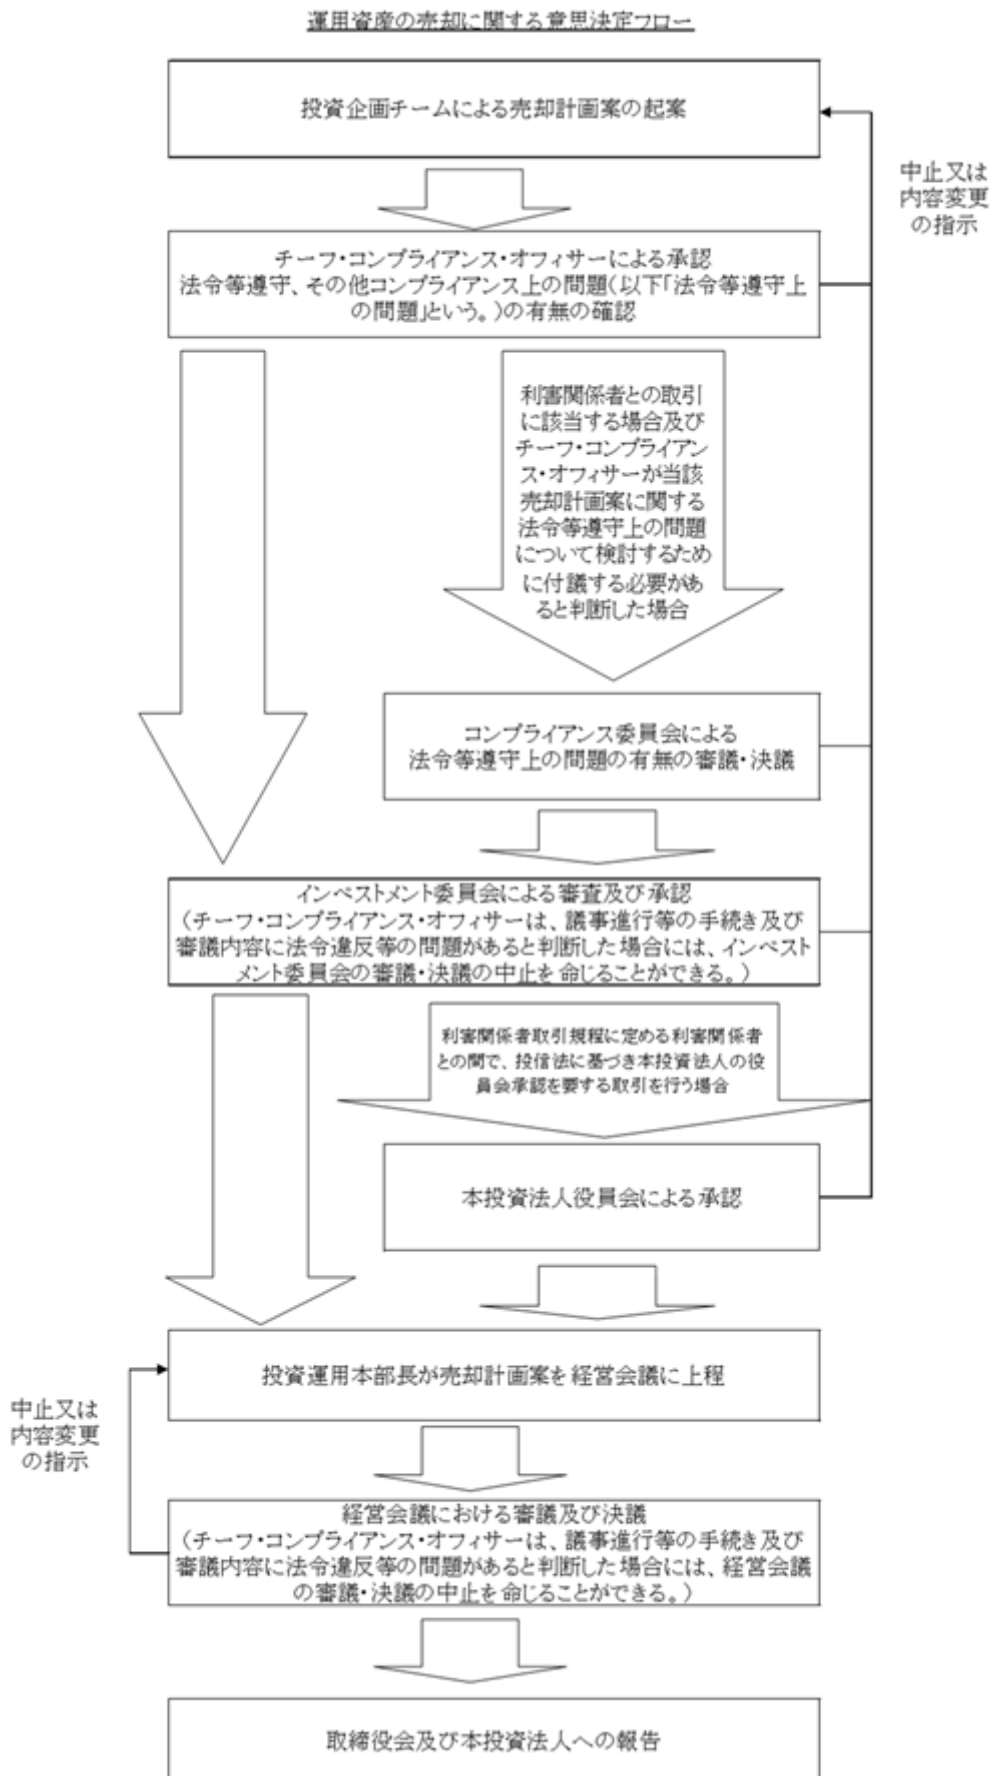 運用資産の売却に関する意思決定フロー
投資企画チームによる売却計画案の起案
中止又は
内容変更
の指示
チーフ・コンプライアンス・オフィサーによる承認
法令等遵守、その他コンプライアンス上の問題(以下「法令等遵守上
の問題」という。)の有無の確認
利害関係者との取引
に該当する場合及び
チーフ・コンプライアン
ス・オフィサーが当該
売却計画案に関する
法令等遵守上の問題
について検討するため
に付議する必要があ
ると判断した場合
コンプライアンス委員会による
法令等遵守上の問題の有無の審議・決議
インベストメント委員会による審査及び承認
(チーフ・コンプライアンス・オフィサーは、議事進行等の手続き及び
審議内容に法令違反等の問題があると判断した場合には、インベスト
メント委員会の審議・決議の中止を命じることができる。)
利害関係者取引規程に定める利害関係者
との間で、投信法に基づき本投資法人の役
員会承認を要する取引を行う場合
本投資法人役員会による承認
投資運用本部長が売却計画案を経営会議に上程
中止又は
内容変更
の指示
経営会議における審議及び決議
(チーフ・コンプライアンス・オフィサーは、議事進行等の手続き及び
審議内容に法令違反等の問題があると判断した場合には、経営会議
の審議・決議の中止を命じることができる。)
取締役会及び本投資法人への報告